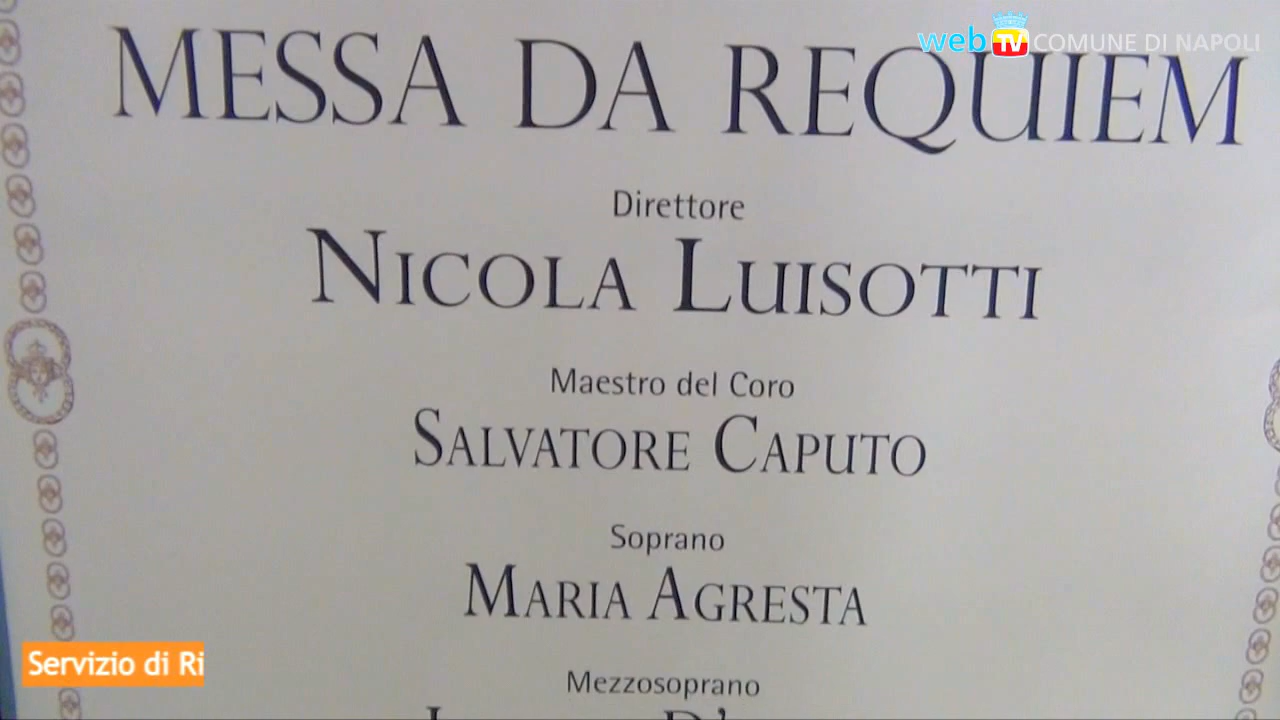 web TV COMUNE DI NAPOLI
MESSA DA REQUIEM
Direttore
NICOLA LUISOTTI
Maestro del Coro
SALVATORE CAPUTO
Soprano
MARIA AGRESTA
Servizio di Ri
Mezzosoprano